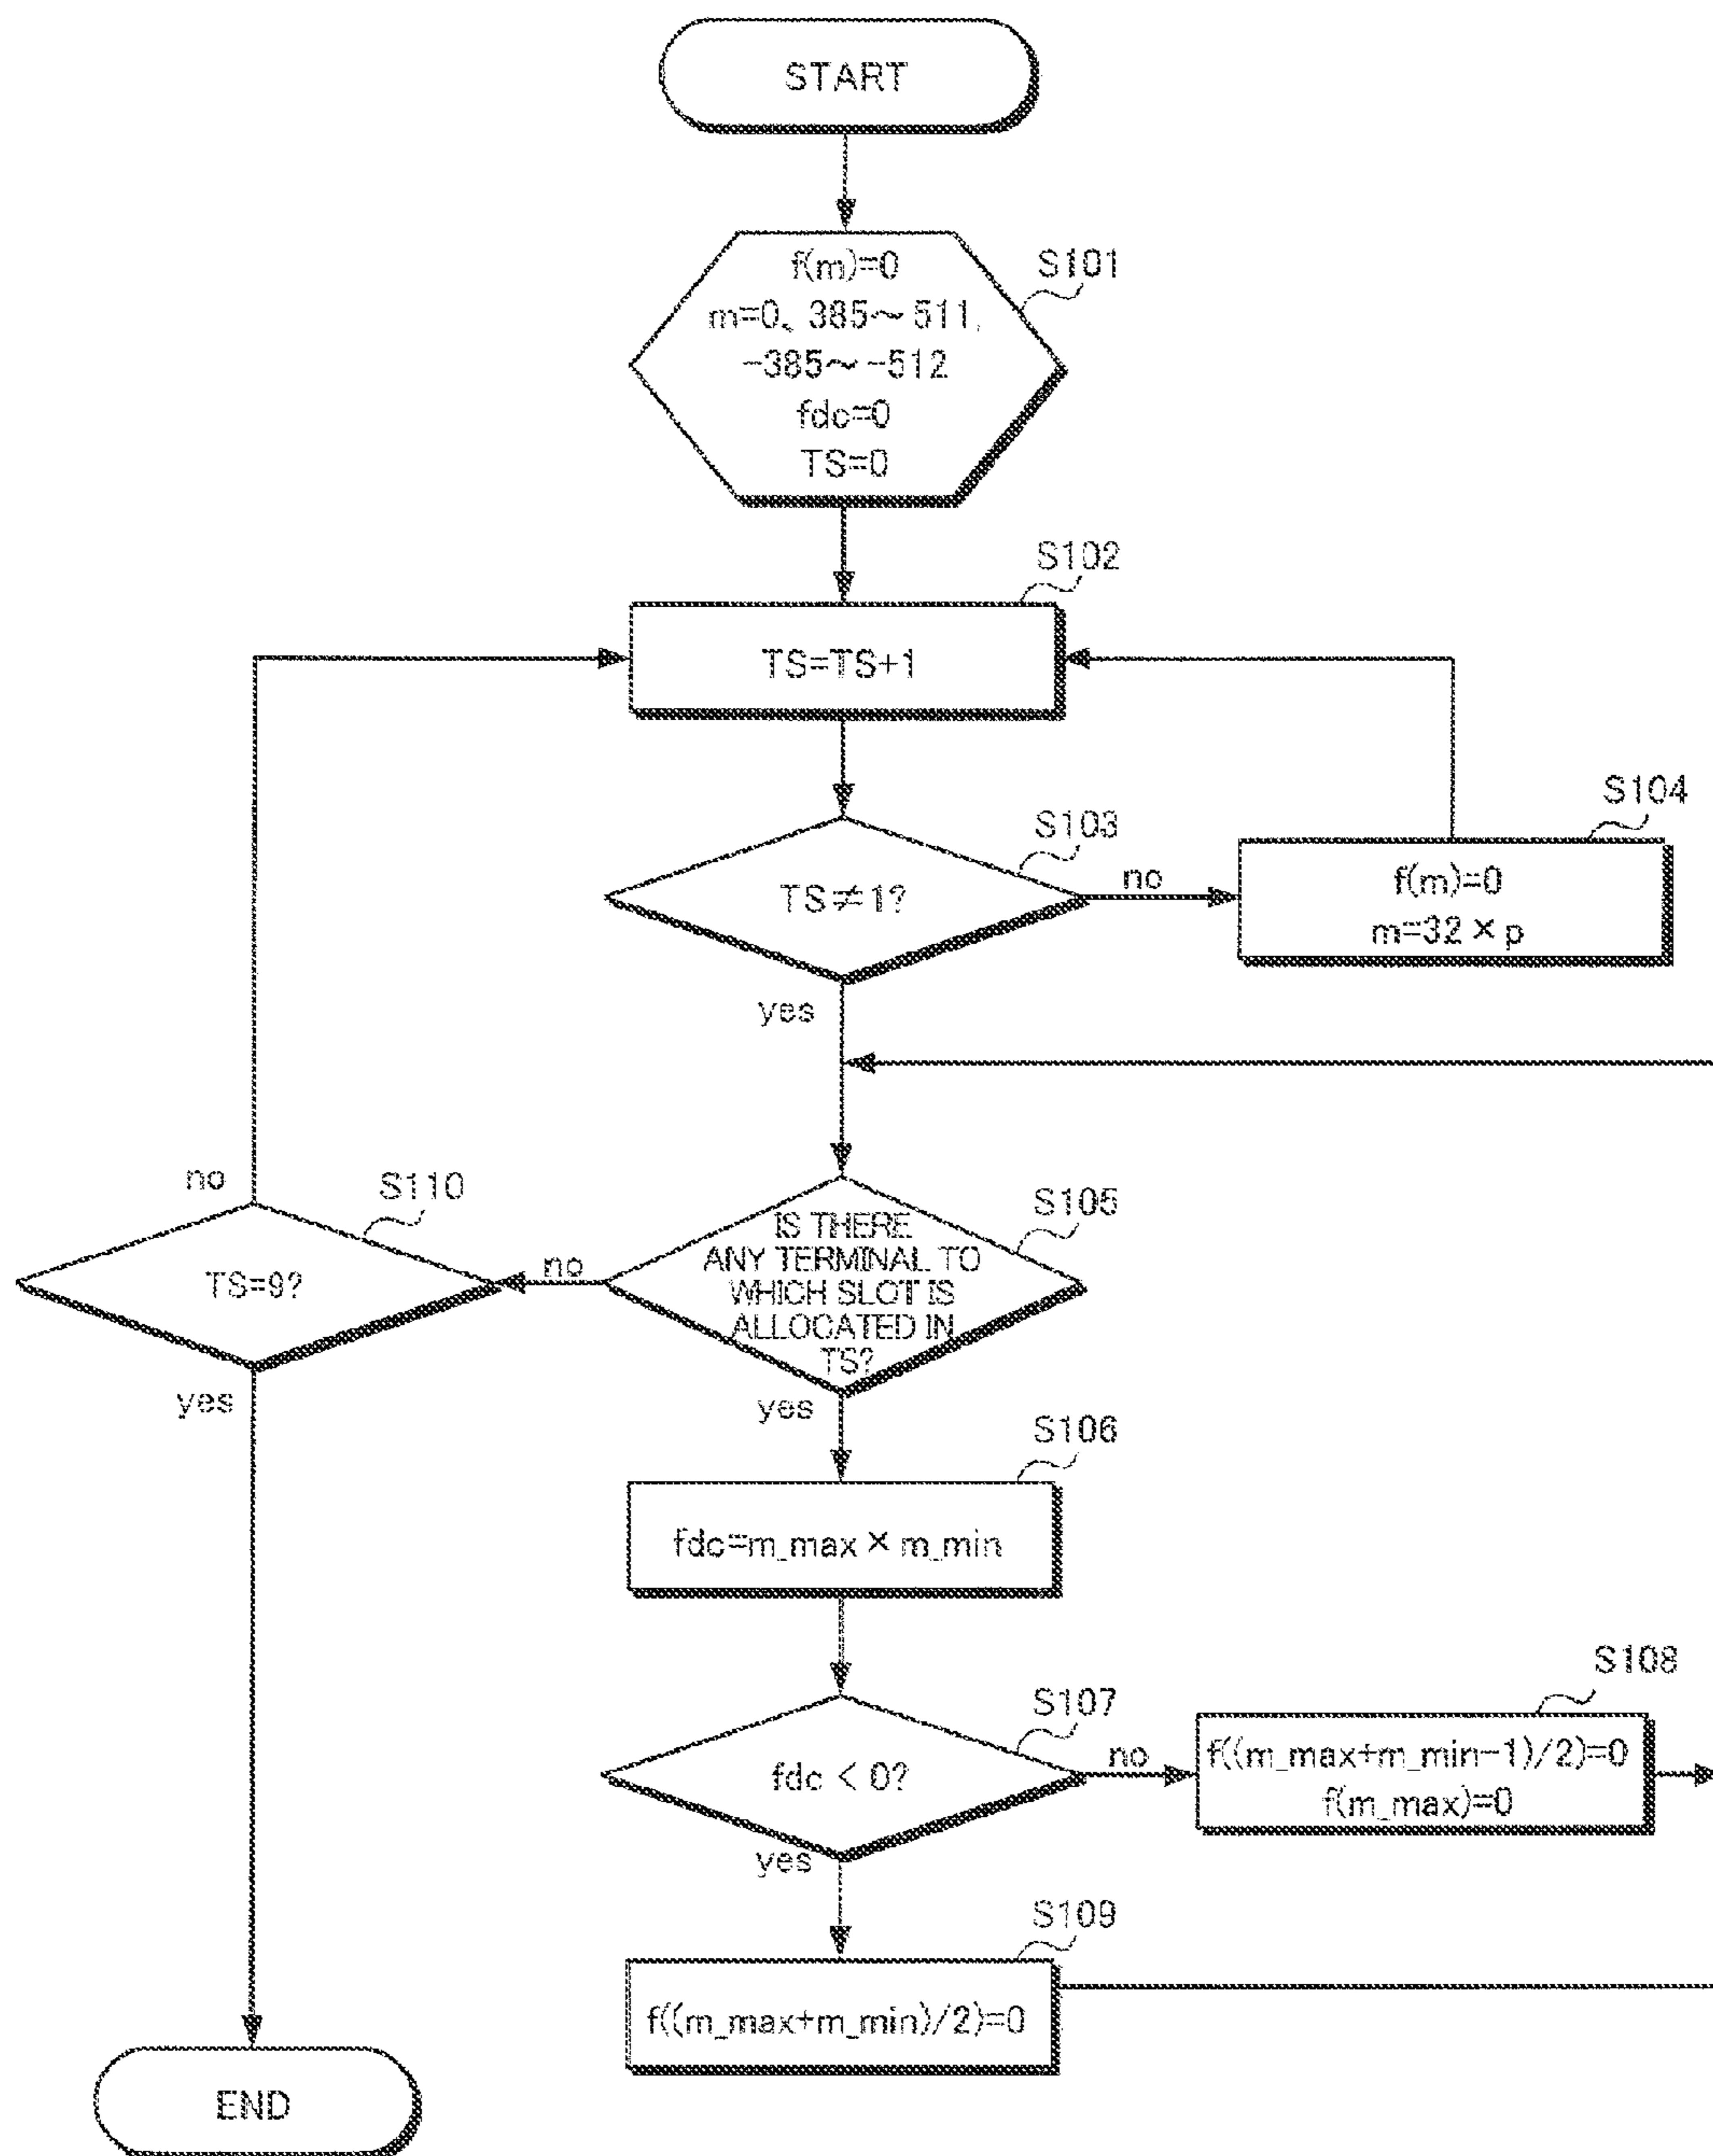 START
f(m)=0
S101
m=0、385～511,
-385～-512
fdc=0
TS=0
S102
TS=TS+1
S103
TS≠1?
no
yes
S104
f(m)=0
m=32×p
S105
IS THERE
ANY TERMINAL TO
WHICH SLOT IS
ALLOCATED IN
TS?
no
yes
S110
TS=9?
no
yes
S106
fdc=m_max×m_min
S107
fdc < 0?
no
yes
S108
f((m_max+m_min-1)/2)=0
f(m_max)=0
S109
f((m_max+m_min)/2)=0
END